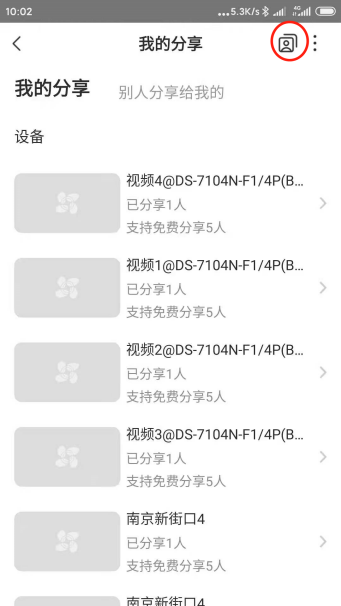 10:02
...5.3K/s
4G
我的分享
我的分享
别人分享给我的
设备
视频4@DS-7104N-F1/4P(B...
已分享1人
支持免费分享5人
视频1@DS-7104N-F1/4P(B...
已分享1人
支持免费分享5人
视频2@DS-7104N-F1/4P(B...
已分享1人
支持免费分享5人
视频3@DS-7104N-F1/4P(B...
已分享1人
支持免费分享5人
南京新街口4
已分享1人
支持免费分享5人
南京新街口4